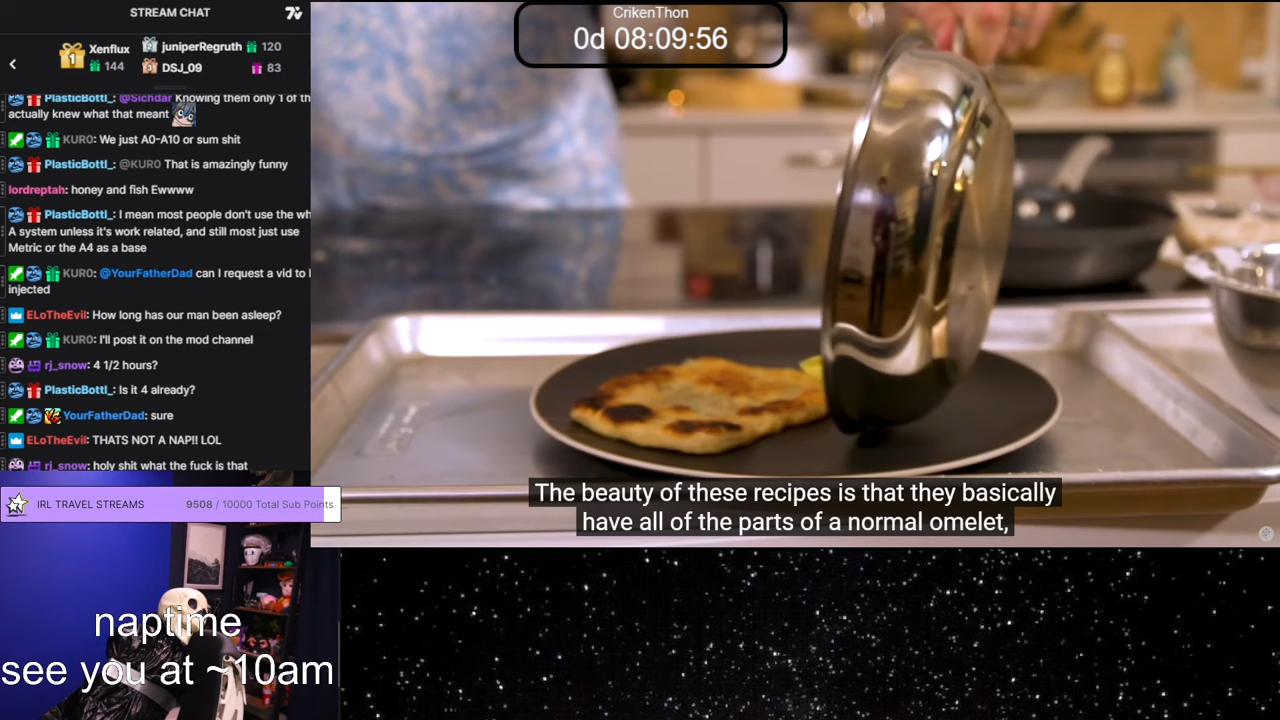 STREAM CHAT
Xenflux
144
juniperRegruth 120
DSJ_09 83
PlasticBottl_: @Sichdar Knowing them only 1 of th
actually knew what that meant
KUR0: We just A0-A10 or sum shit
PlasticBottl_: @KUR0 That is amazingly funny
lordreptah: honey and fish Ewwww
PlasticBottl_: I mean most people don't use the wh
A system unless it's work related, and still most just use
Metric or the A4 as a base
KUR0: @YourFatherDad can I request a vid to
injected
ELoTheEvil: How long has our man been asleep?
KUR0: I'll post it on the mod channel
rj_snow: 4 1/2 hours?
PlasticBottl_: Is it 4 already?
YourFatherDad: sure
ELoTheEvil: THATS NOT A NAP!! LOL
rj_snow: holy shit what the fuck is that
IRL TRAVEL STREAMS 9508 / 10000 Total Sub Points
naptime
see you at ~10am
CrikenThon
0d 08:09:56
The beauty of these recipes is that they basically
have all of the parts of a normal omelet,